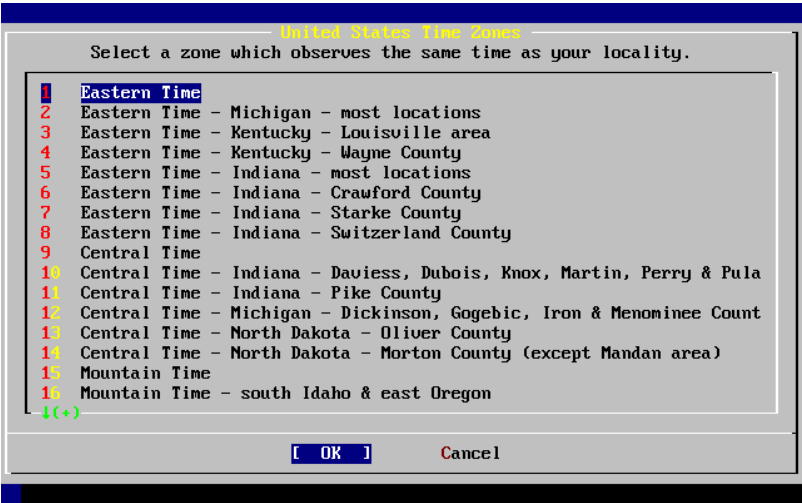 United States Time Zones
Select a zone which observes the same time as your locality.
1 Eastern Time
2 Eastern Time - Michigan - most locations
3 Eastern Time - Kentucky - Louisville area
4 Eastern Time - Kentucky - Wayne County
5 Eastern Time - Indiana - most locations
6 Eastern Time - Indiana - Crawford County
7 Eastern Time - Indiana - Starke County
8 Eastern Time - Indiana - Switzerland County
9 Central Time
10 Central Time - Indiana - Daviess, Dubois, Knox, Martin, Perry & Pula
11 Central Time - Indiana - Pike County
12 Central Time - Michigan - Dickinson, Gogebic, Iron & Menominee Count
13 Central Time - North Dakota - Oliver County
14 Central Time - North Dakota - Morton County (except Mandan area)
15 Mountain Time
16 Mountain Time - south Idaho & east Oregon
↓(+)
[ OK ] Cancel